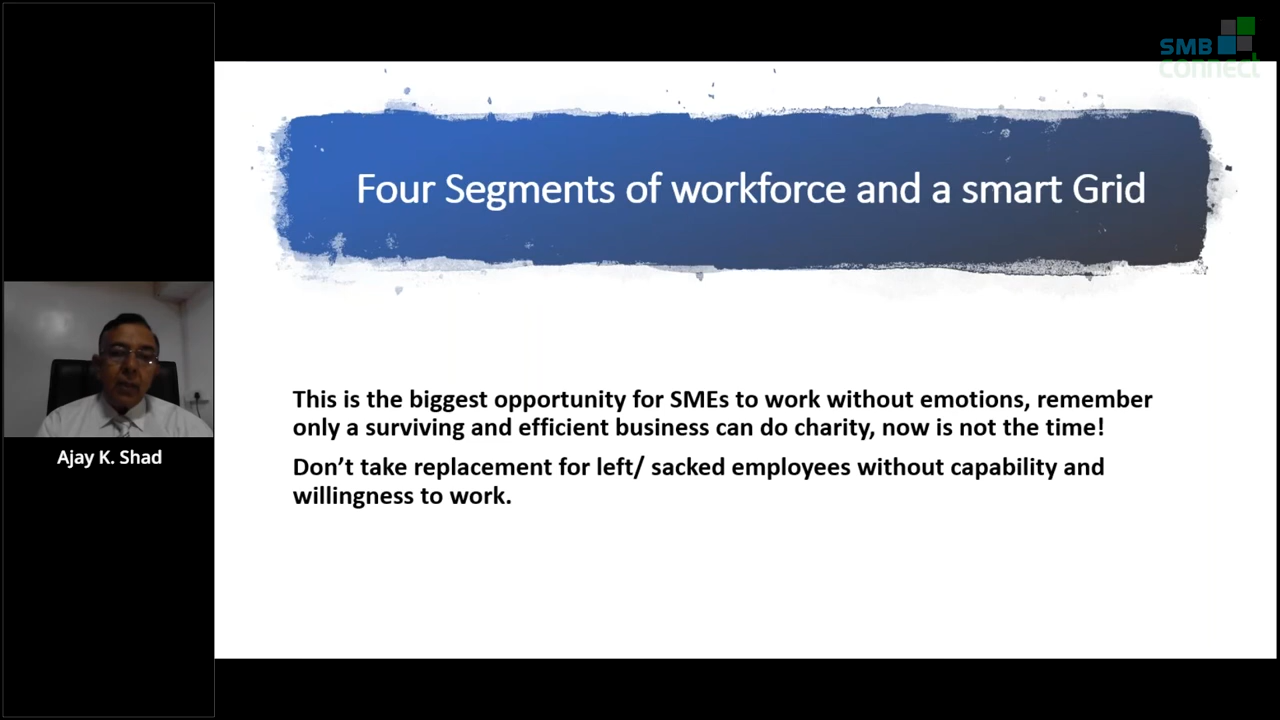 SMB
connect
Four Segments of workforce and a smart Grid
This is the biggest opportunity for SMEs to work without emotions, remember
only a surviving and efficient business can do charity, now is not the time!
Don’t take replacement for left/ sacked employees without capability and
willingness to work.
Ajay K. Shad